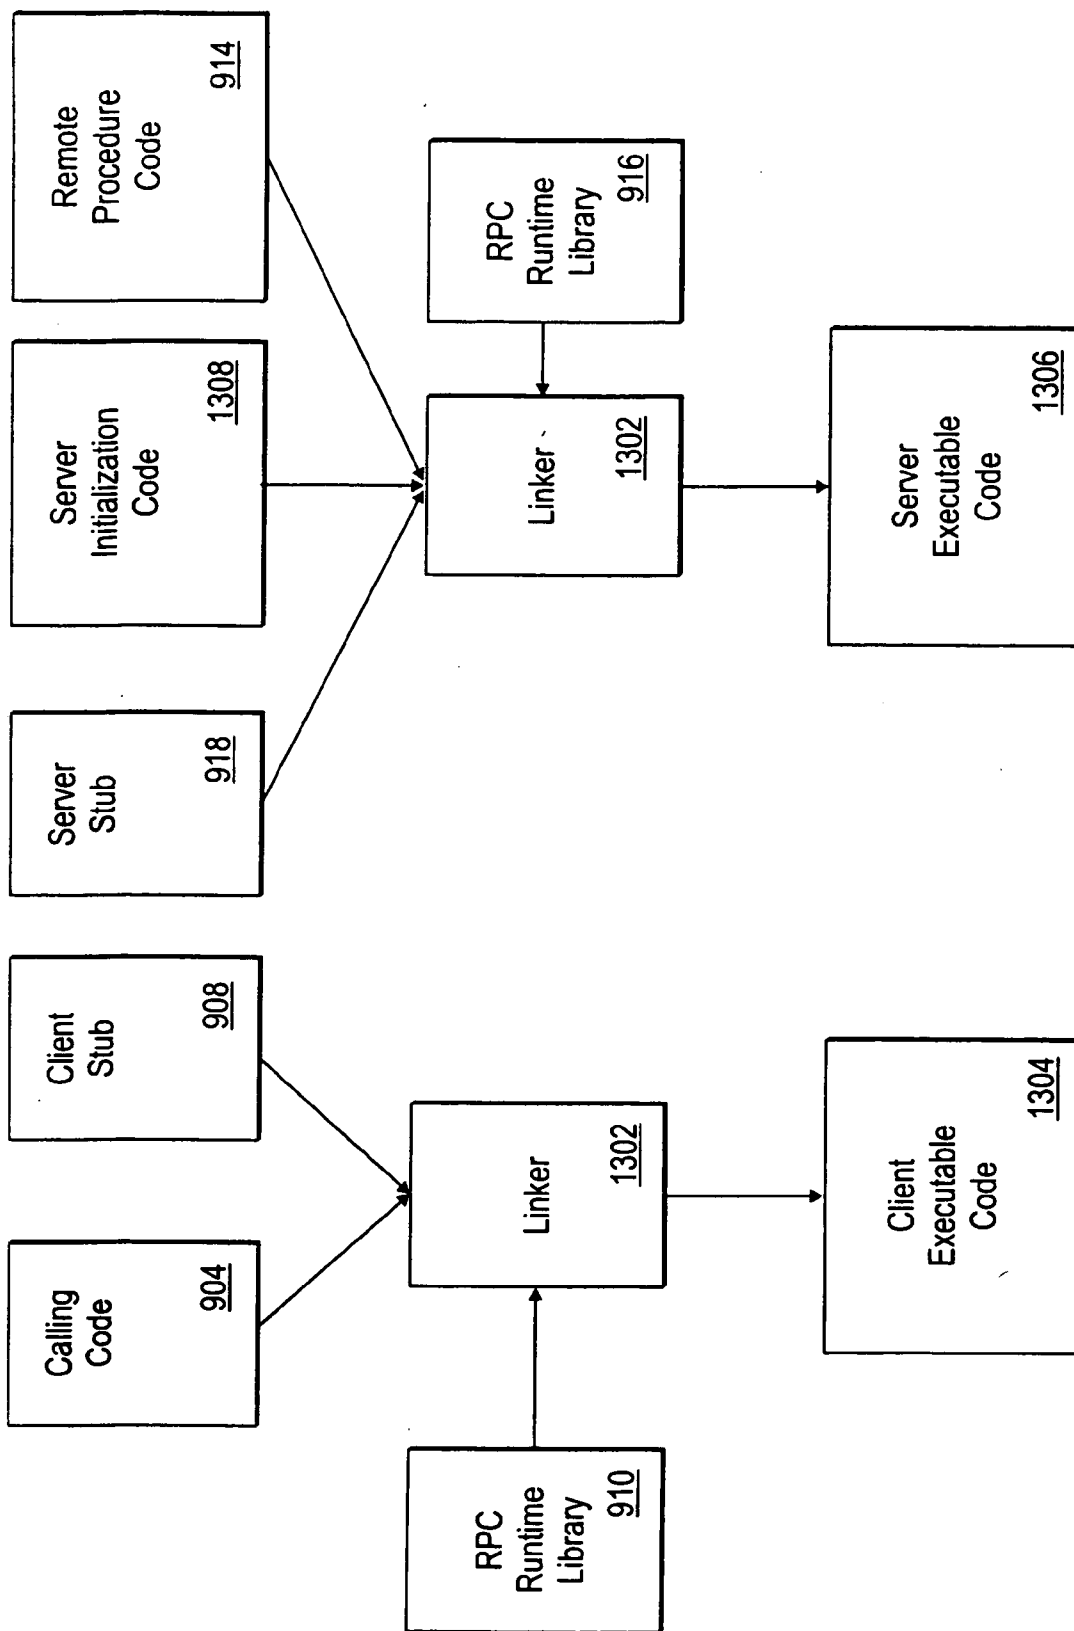 Calling
Code
904
Client
Stub
908
Server
Stub
918
Server
Initialization
Code
1308
Remote
Procedure
Code
914
RPC
Runtime
Library
910
Linker
1302
Linker
1302
RPC
Runtime
Library
916
Client
Executable
Code
1304
Server
Executable
Code
1306